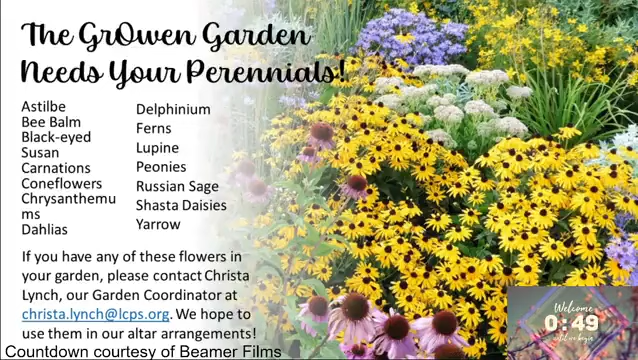 The GrOwen Garden
Needs Your Perennials!
Astilbe
Bee Balm
Black-eyed
Susan
Carnations
Coneflowers
Chrysanthemu
ms
Dahlias
Delphinium
Ferns
Lupine
Peonies
Russian Sage
Shasta Daisies
Yarrow
If you have any of these flowers in
your garden, please contact Christa
Lynch, our Garden Coordinator at
christa.lynch@lcps.org. We hope to
use them in our altar arrangements!
Welcome
0:49
until we begin
Countdown courtesy of Beamer Films